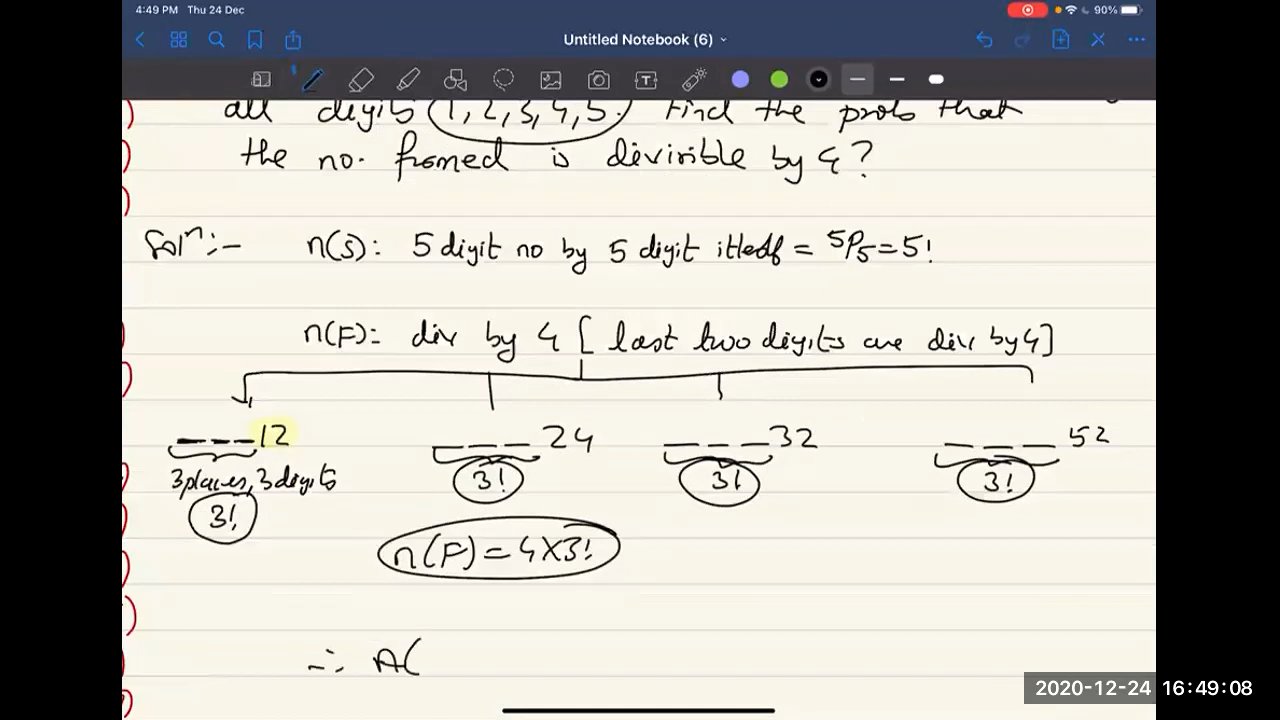 4:49 PM Thu 24 Dec
90%
Untitled Notebook (6)
all digits (1, 2, 3, 4, 5. Find the prob that
the no. fromed is divirible by 4?
Solⁿ:-
n(S): 5 digit no by 5 digit itself = ⁵P₅ = 5!
n(F): div by 4 [ last two digits are div by 4]
_ _ _ 12 _ _ _ 24 _ _ _ 32 _ _ _ 52
3 places, 3 digits
3! 3! 3! 3!
n(F) = 4×3!
∴ A(
2020-12-24 16:49:08